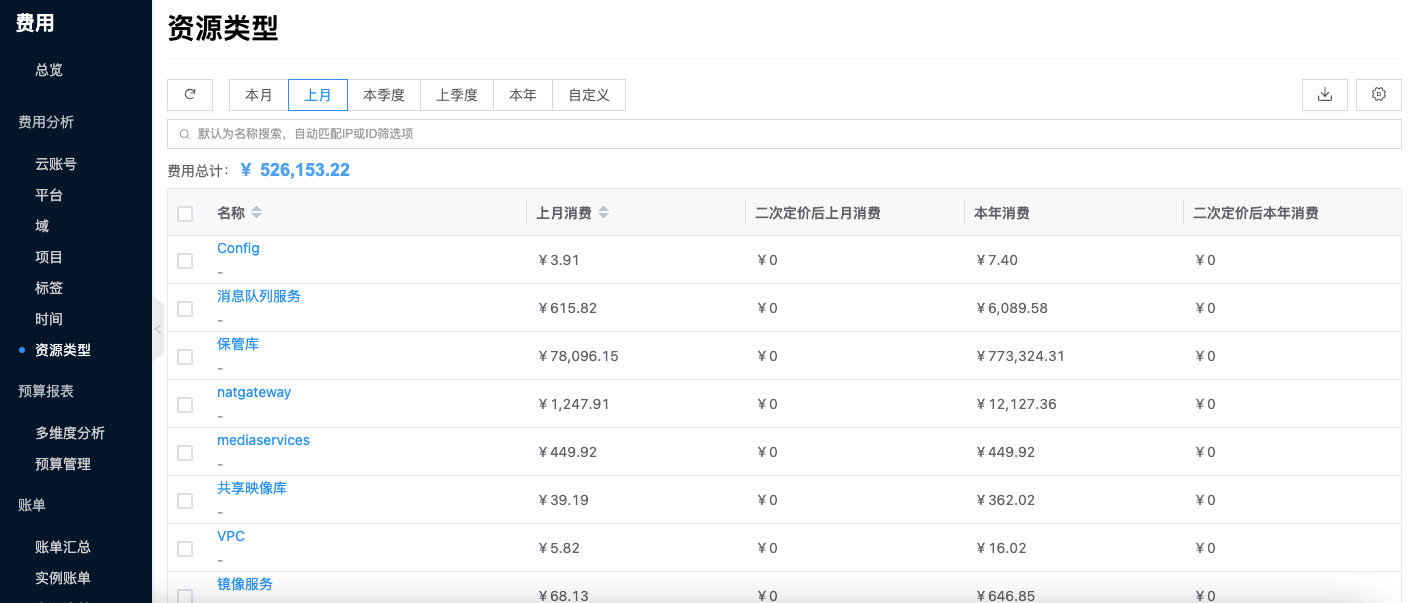 费用
总览
费用分析
云账号
平台
域
项目
标签
时间
资源类型
预算报表
多维度分析
预算管理
账单
账单汇总
实例账单
资源类型
本月 上月 本季度 上季度 本年 自定义
默认为名称搜索，自动匹配IP或ID筛选项
费用总计： ¥ 526,153.22
名称 上月消费 二次定价后上月消费 本年消费 二次定价后本年消费
Config ¥ 3.91 ¥ 0 ¥ 7.40 ¥ 0
-
消息队列服务 ¥ 615.82 ¥ 0 ¥ 6,089.58 ¥ 0
-
保管库 ¥ 78,096.15 ¥ 0 ¥ 773,324.31 ¥ 0
-
natgateway ¥ 1,247.91 ¥ 0 ¥ 12,127.36 ¥ 0
-
mediaservices ¥ 449.92 ¥ 0 ¥ 449.92 ¥ 0
-
共享映像库 ¥ 39.19 ¥ 0 ¥ 362.02 ¥ 0
-
VPC ¥ 5.82 ¥ 0 ¥ 16.02 ¥ 0
-
镜像服务 ¥ 68.13 ¥ 0 ¥ 646.85 ¥ 0